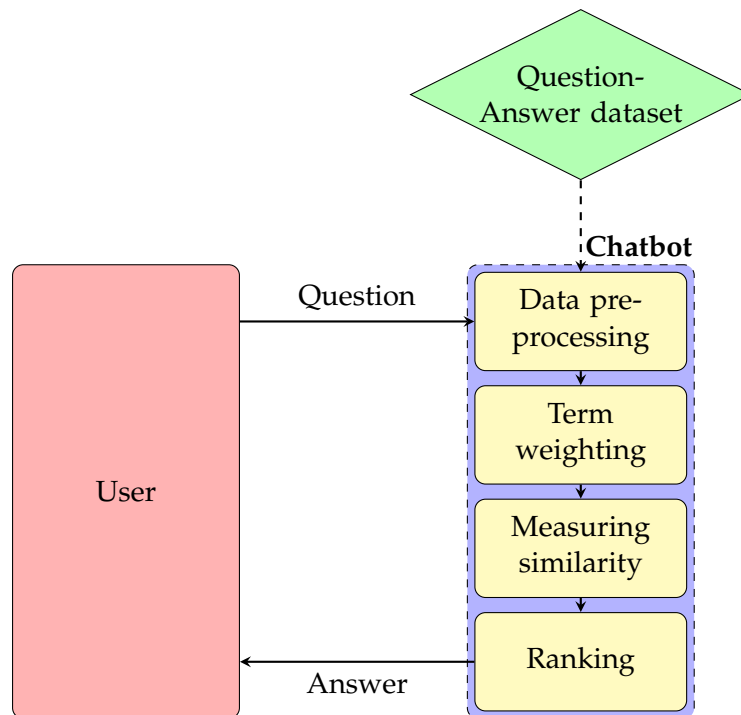 Question-
Answer dataset
Chatbot
Question
Data pre-
processing
Term
weighting
User
Measuring
similarity
Ranking
Answer